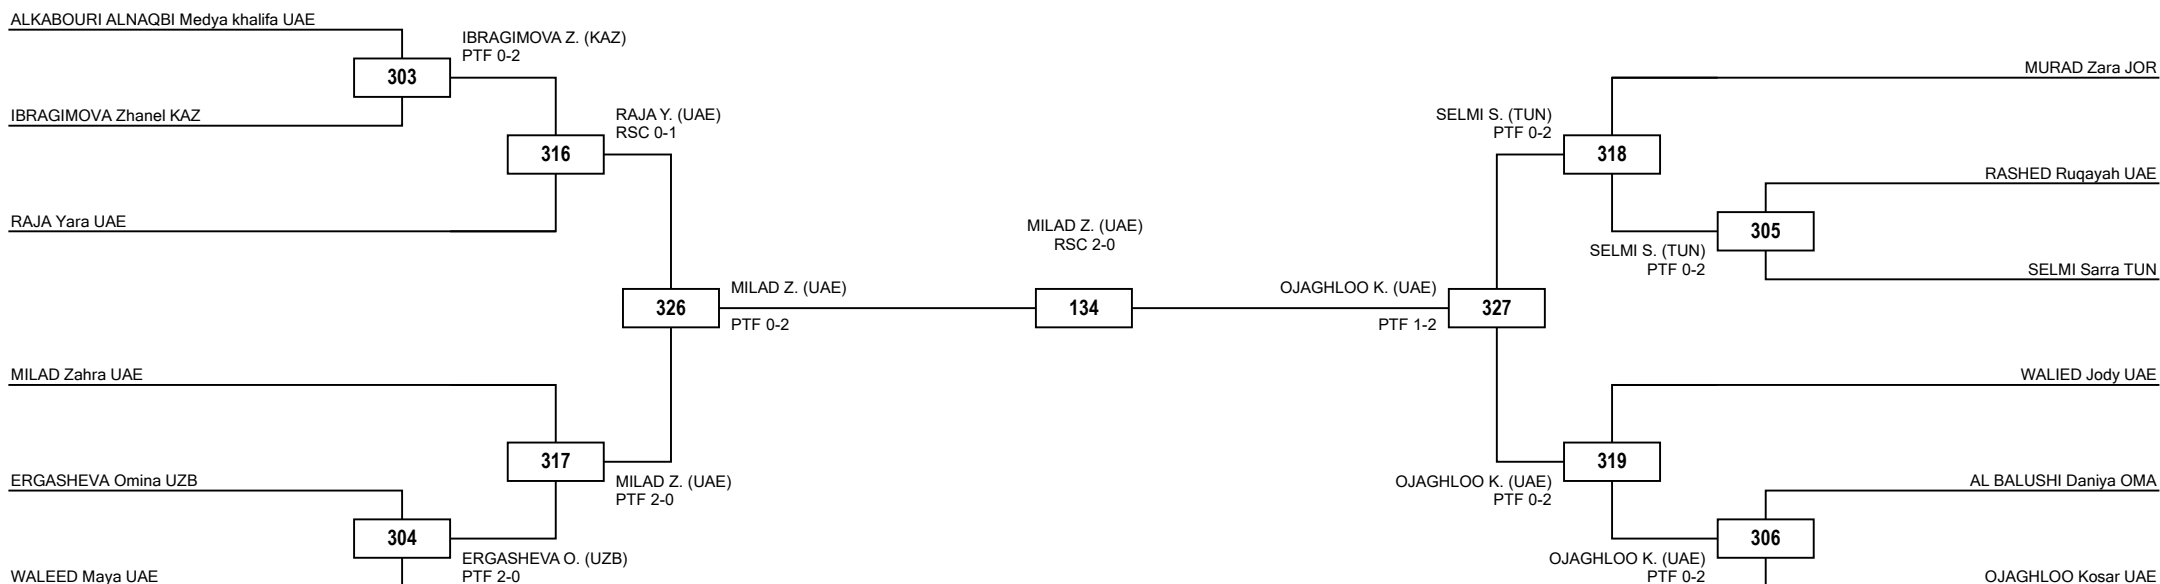 ALKABOURI ALNAQBI Medya khalifa UAE
IBRAGIMOVA Z. (KAZ)
PTF 0-2
303
IBRAGIMOVA Zhanel KAZ
RAJA Y. (UAE)
RSC 0-1
316
RAJA Yara UAE
MILAD Z. (UAE)
PTF 0-2
326
MILAD Zahra UAE
317
MILAD Z. (UAE)
PTF 2-0
ERGASHEVA Omina UZB
304
ERGASHEVA O. (UZB)
PTF 2-0
WALEED Maya UAE
MILAD Z. (UAE)
RSC 2-0
134
MURAD Zara JOR
SELMI S. (TUN)
PTF 0-2
318
RASHED Ruqayah UAE
305
SELMI S. (TUN)
PTF 0-2
SELMI Sarra TUN
OJAGHLOO K. (UAE)
PTF 1-2
327
WALIED Jody UAE
319
OJAGHLOO K. (UAE)
PTF 0-2
AL BALUSHI Daniya OMA
306
OJAGHLOO K. (UAE)
PTF 0-2
OJAGHLOO Kosar UAE